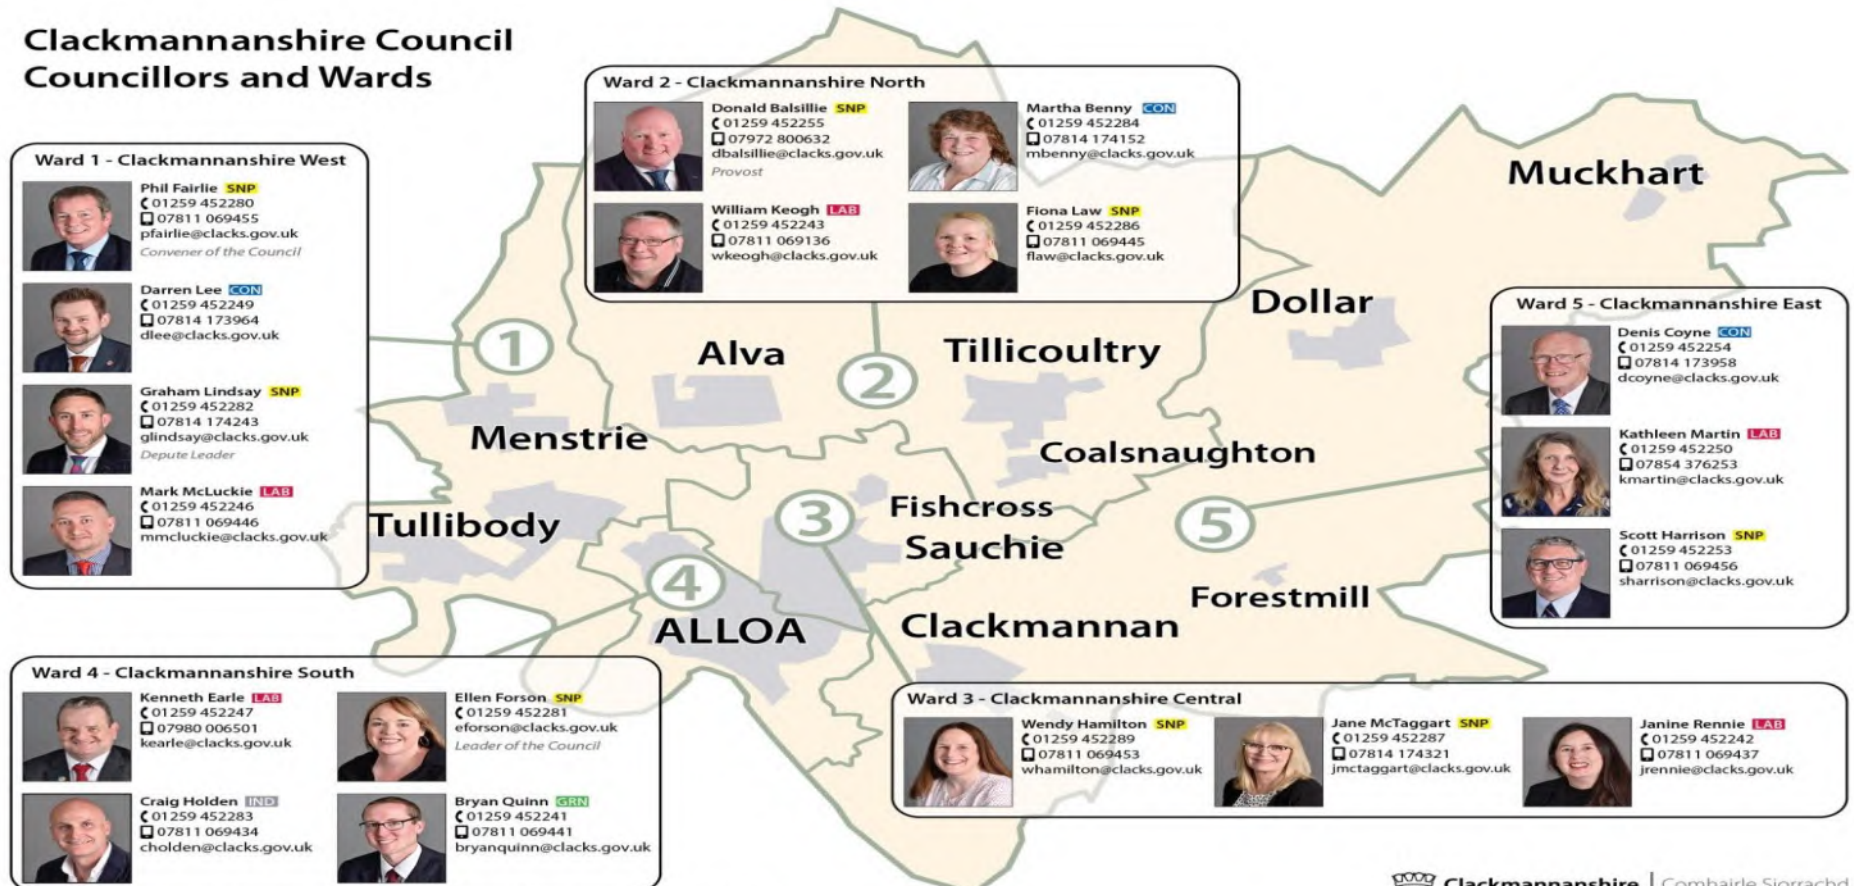 Clackmannanshire Council
Councillors and Wards
Ward 1 - Clackmannanshire West
Phil Fairlie SNP
01259 452280
07811 069455
pfairlie@clacks.gov.uk
Convener of the Council
Darren Lee CON
01259 452249
07814 173964
dlee@clacks.gov.uk
Graham Lindsay SNP
01259 452282
07814 174243
glindsay@clacks.gov.uk
Depute Leader
Mark McLuckie LAB
01259 452246
07811 069446
mmcluckie@clacks.gov.uk
Ward 2 - Clackmannanshire North
Donald Balsillie SNP
01259 452255
07972 800632
dbalsillie@clacks.gov.uk
Provost
Martha Benny CON
01259 452284
07814 174152
mbenny@clacks.gov.uk
William Keogh LAB
01259 452243
07811 069136
wkeogh@clacks.gov.uk
Fiona Law SNP
01259 452286
07811 069445
flaw@clacks.gov.uk
Muckhart
Dollar
1
Alva
2
Tillicoultry
Menstrie
Coalsnaughton
Tullibody
3
Fishcross
Sauchie
5
4
ALLOA
Clackmannan
Forestmill
Ward 5 - Clackmannanshire East
Denis Coyne CON
01259 452254
07814 173958
dcoyne@clacks.gov.uk
Kathleen Martin LAB
01259 452250
07854 376253
kmartin@clacks.gov.uk
Scott Harrison SNP
01259 452253
07811 069456
sharrison@clacks.gov.uk
Ward 4 - Clackmannanshire South
Kenneth Earle LAB
01259 452247
07980 006501
kearle@clacks.gov.uk
Ellen Forson SNP
01259 452281
eforson@clacks.gov.uk
Leader of the Council
Craig Holden IND
01259 452283
07811 069434
cholden@clacks.gov.uk
Bryan Quinn GRN
01259 452241
07811 069441
bryanquinn@clacks.gov.uk
Ward 3 - Clackmannanshire Central
Wendy Hamilton SNP
01259 452289
07811 069453
whamilton@clacks.gov.uk
Jane McTaggart SNP
01259 452287
07814 174321
jmctaggart@clacks.gov.uk
Janine Rennie LAB
01259 452242
07811 069437
jrennie@clacks.gov.uk
Clackmannanshire | Comhairle Siorrachd